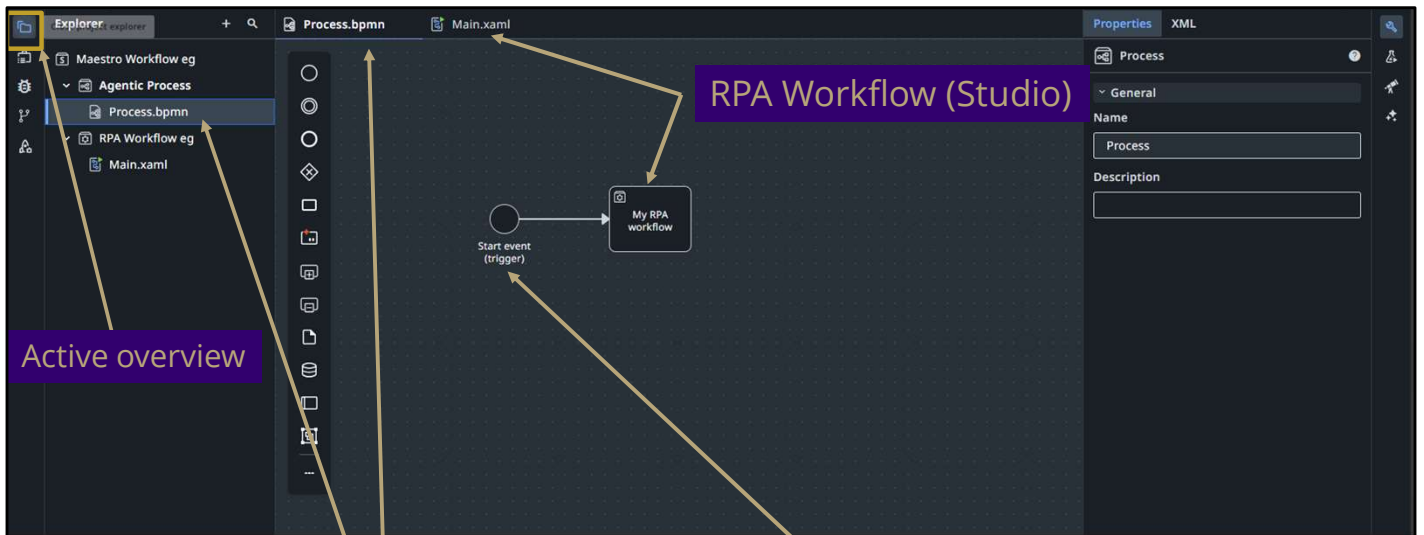 Explorer
Process.bpmn
Main.xaml
Properties
XML
Maestro Workflow eg
Agentic Process
Process.bpmn
RPA Workflow eg
Main.xaml
RPA Workflow (Studio)
My RPA
workflow
Start event
(trigger)
Active overview
Process
General
Name
Process
Description